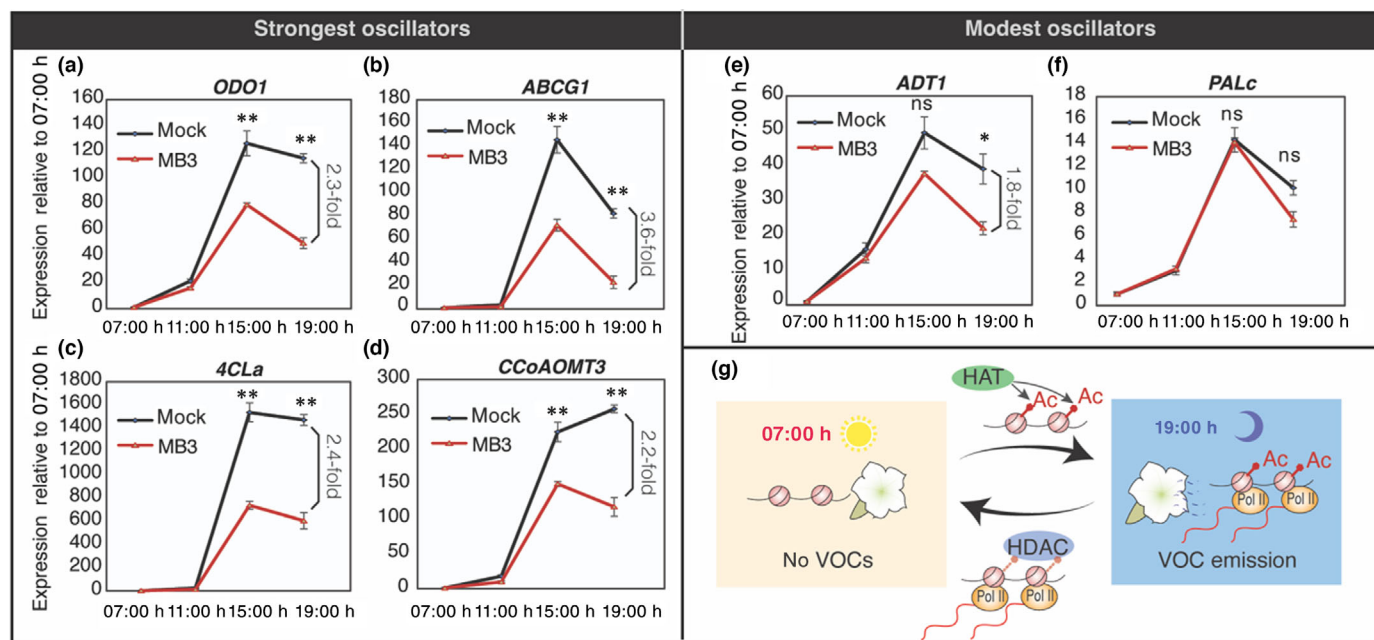 Strongest oscillators
Modest oscillators
(a)
ODO1
Expression relative to 07:00 h
160
140
120
100
80
60
40
20
0
Mock
MB3
**
**
2.3-fold
07:00 h 11:00 h 15:00 h 19:00 h
(b)
ABCG1
180
160
140
120
100
80
60
40
20
0
Mock
MB3
**
**
3.6-fold
07:00 h 11:00 h 15:00 h 19:00 h
(c)
4CLa
Expression relative to 07:00 h
1800
1600
1400
1200
1000
800
600
400
200
0
Mock
MB3
**
**
2.4-fold
07:00 h 11:00 h 15:00 h 19:00 h
(d)
CCoAOMT3
300
250
200
150
100
50
0
Mock
MB3
**
**
2.2-fold
07:00 h 11:00 h 15:00 h 19:00 h
(e)
ADT1
Expression relative to 07:00 h
60
50
40
30
20
10
0
Mock
MB3
ns
*
1.8-fold
07:00 h 11:00 h 15:00 h 19:00 h
(f)
PALc
18
16
14
12
10
8
6
4
2
0
Mock
MB3
ns
ns
07:00 h 11:00 h 15:00 h 19:00 h
(g)
07:00 h
No VOCs
HAT
Ac
Ac
HDAC
Pol II
Pol II
19:00 h
Ac
Ac
Pol II
Pol II
VOC emission